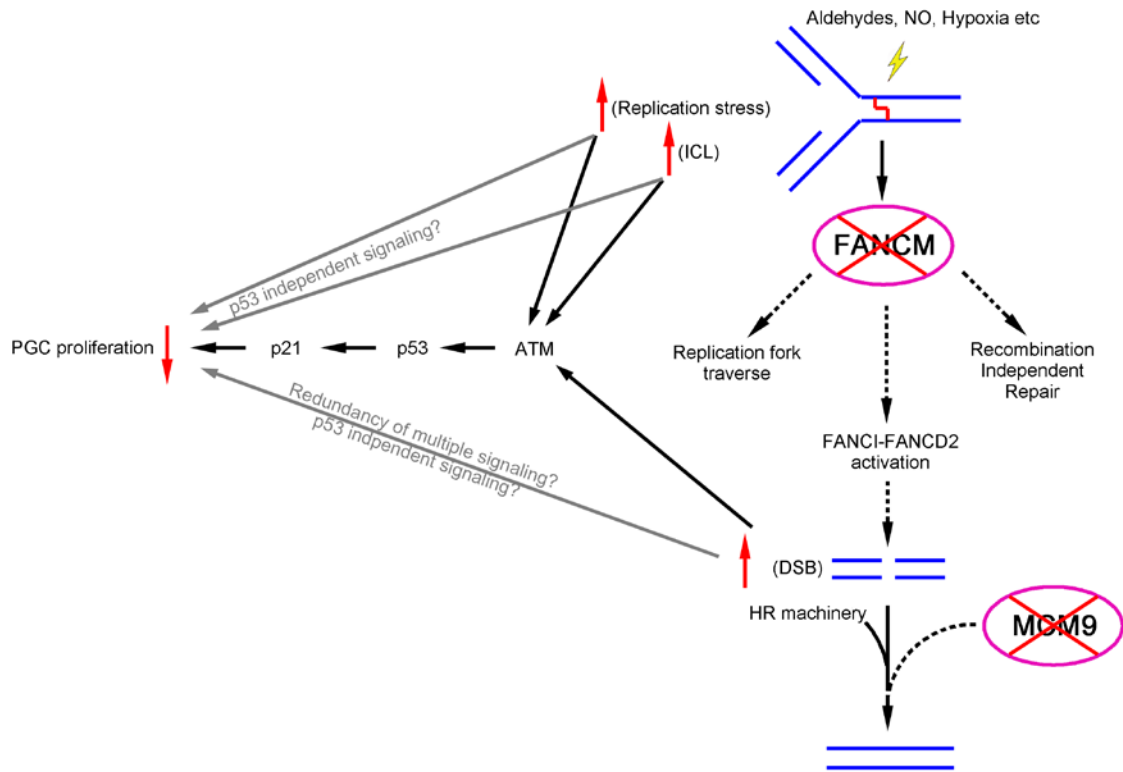 Aldehydes, NO, Hypoxia etc
(Replication stress)
(ICL)
FANCM
p53 independent signaling?
PGC proliferation
p21
p53
ATM
Replication fork
traverse
Recombination
Independent
Repair
FANCI-FANCD2
activation
Redundancy of multiple signaling?
p53 indpendent signaling?
(DSB)
HR machinery
MCM9